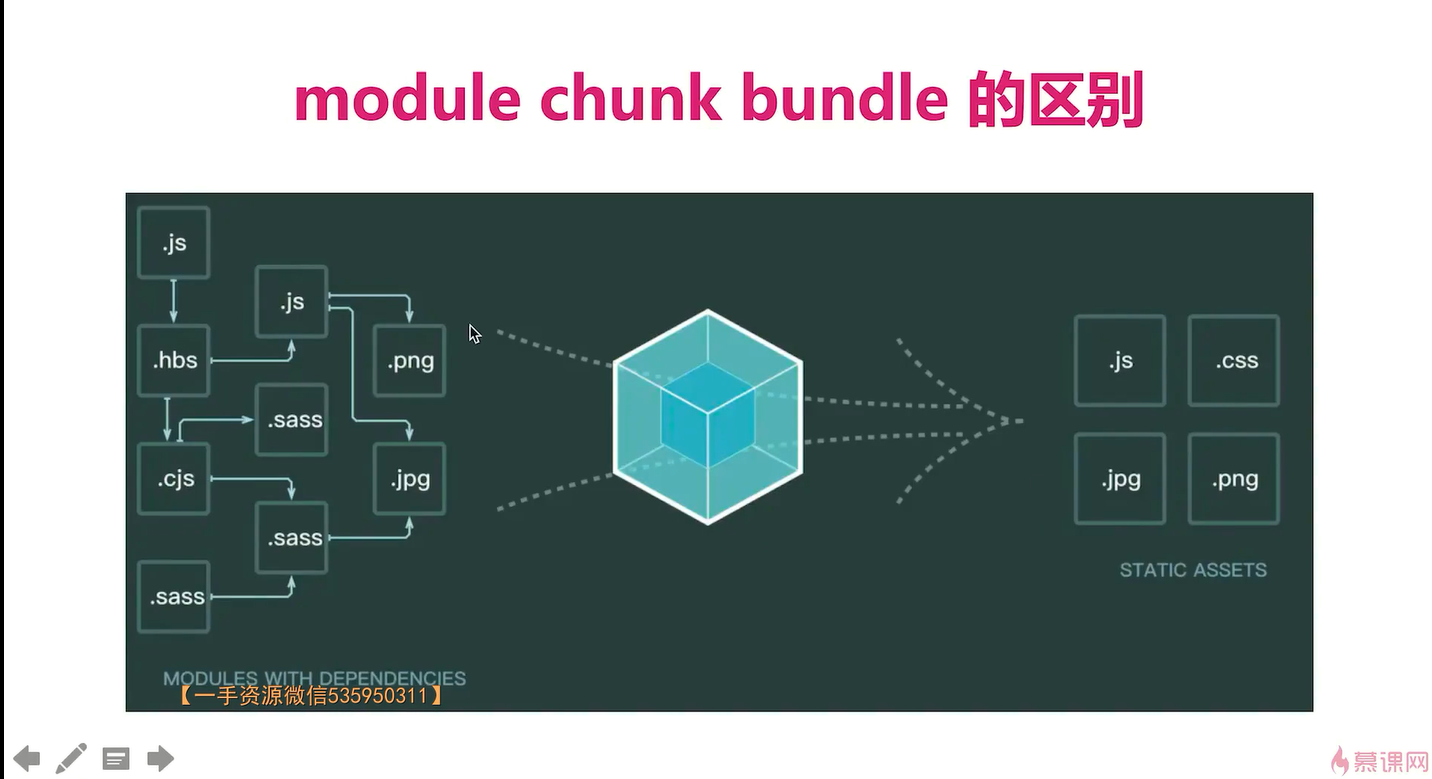 module chunk bundle 的区别
.js
.js
.hbs
.png
.sass
.cjs
.jpg
.sass
.sass
MODULES WITH DEPENDENCIES
【一手资源微信535950311】
.js
.css
.jpg
.png
STATIC ASSETS
慕课网